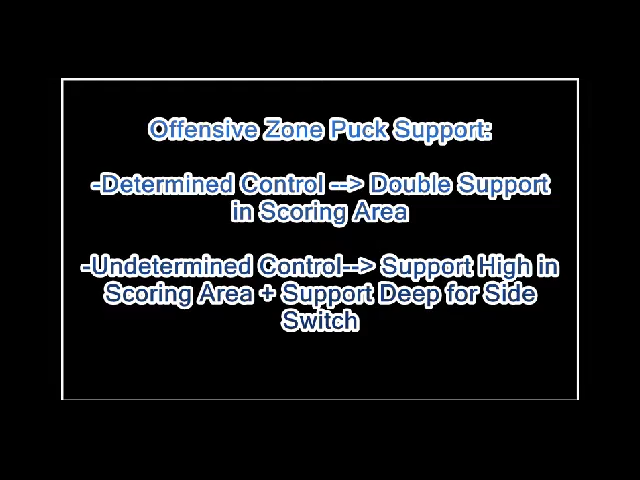 Offensive Zone Puck Support:
-Determined Control --> Double Support
in Scoring Area
-Undetermined Control--> Support High in
Scoring Area + Support Deep for Side
Switch